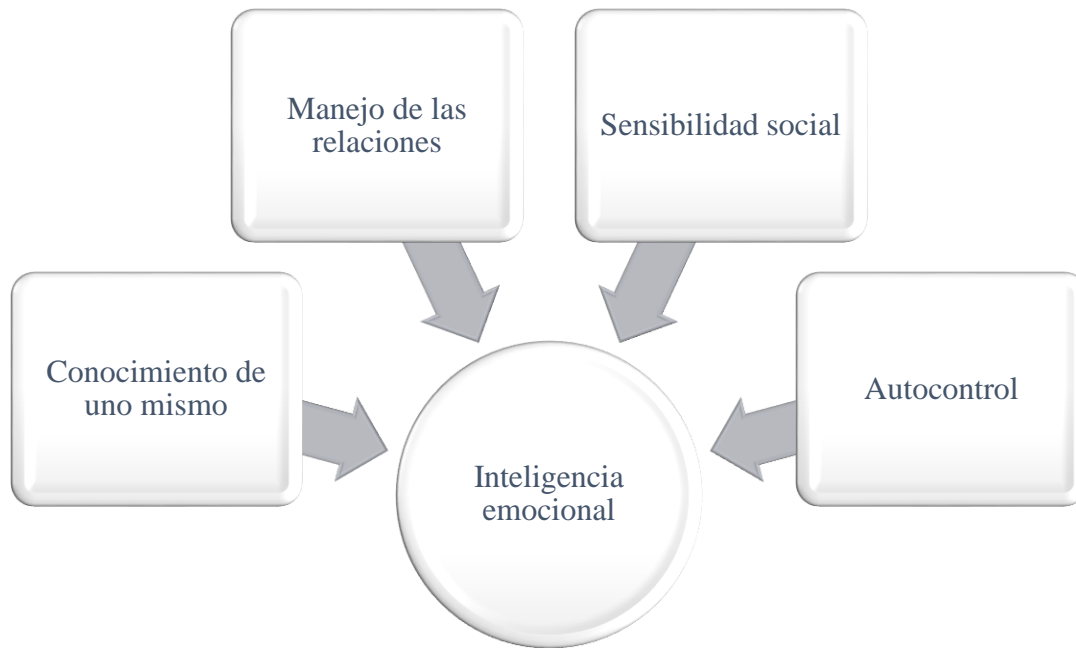 Manejo de las
relaciones
Sensibilidad social
Conocimiento de
uno mismo
Autocontrol
Inteligencia
emocional